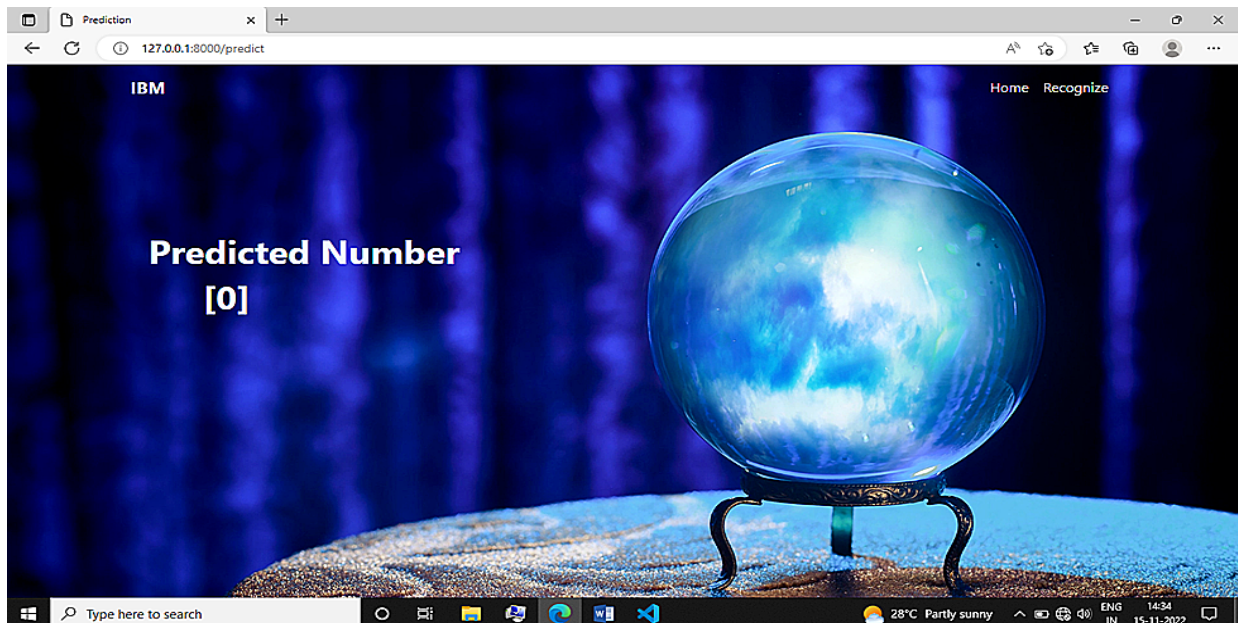 Prediction
127.0.0.1:8000/predict
IBM
Home Recognize
Predicted Number
[0]
Type here to search
28°C Partly sunny
ENG
IN
14:34
15-11-2022